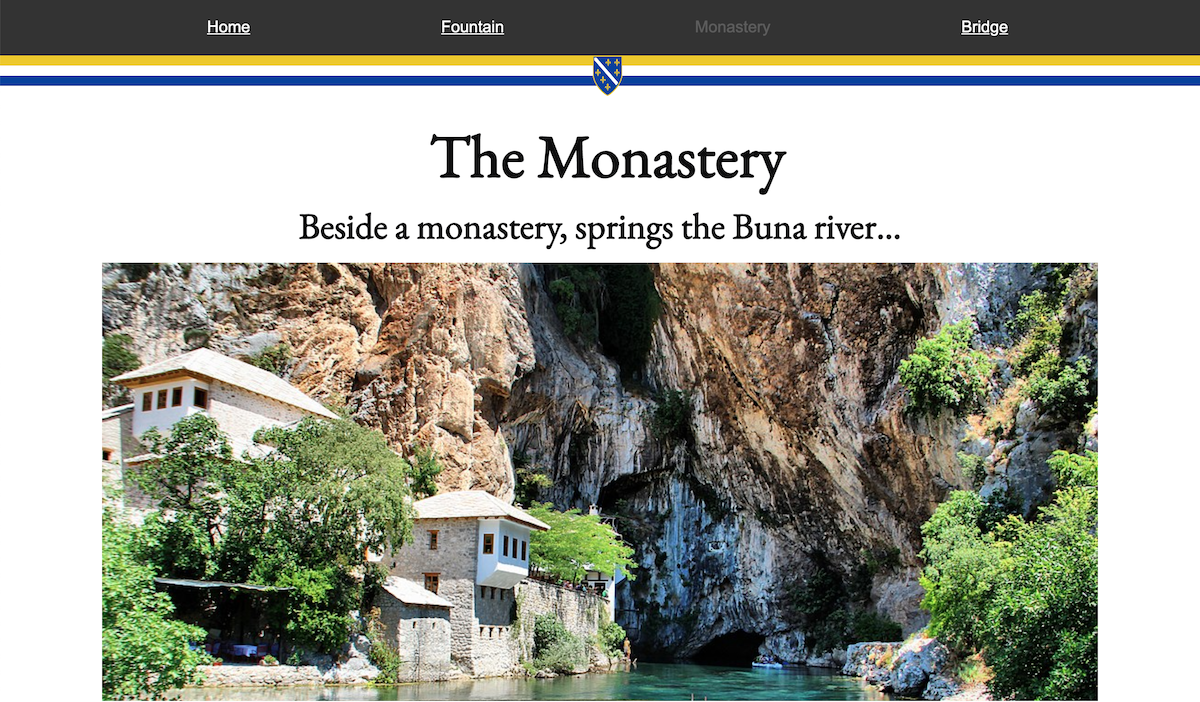 Home Fountain Monastery Bridge
The Monastery
Beside a monastery, springs the Buna river...